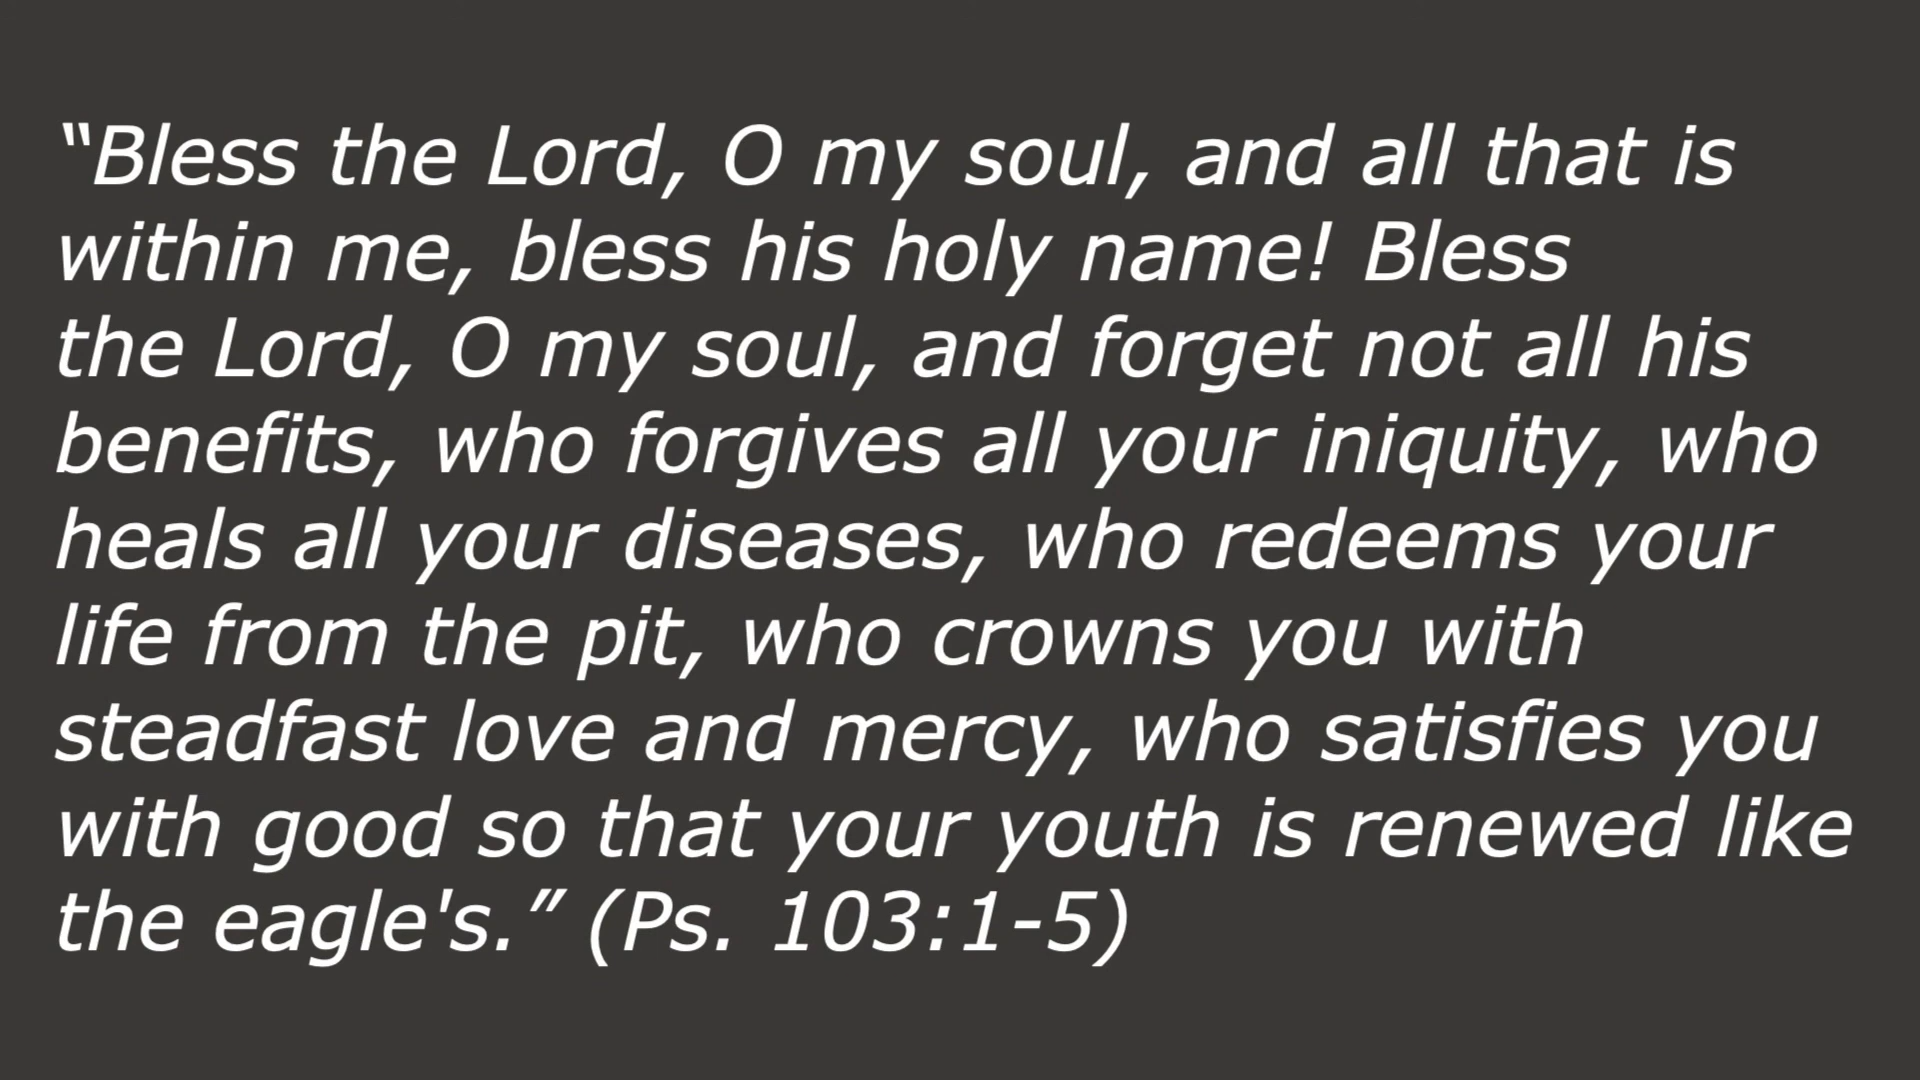 “Bless the Lord, O my soul, and all that is
within me, bless his holy name! Bless
the Lord, O my soul, and forget not all his
benefits, who forgives all your iniquity, who
heals all your diseases, who redeems your
life from the pit, who crowns you with
steadfast love and mercy, who satisfies you
with good so that your youth is renewed like
the eagle's.” (Ps. 103:1-5)